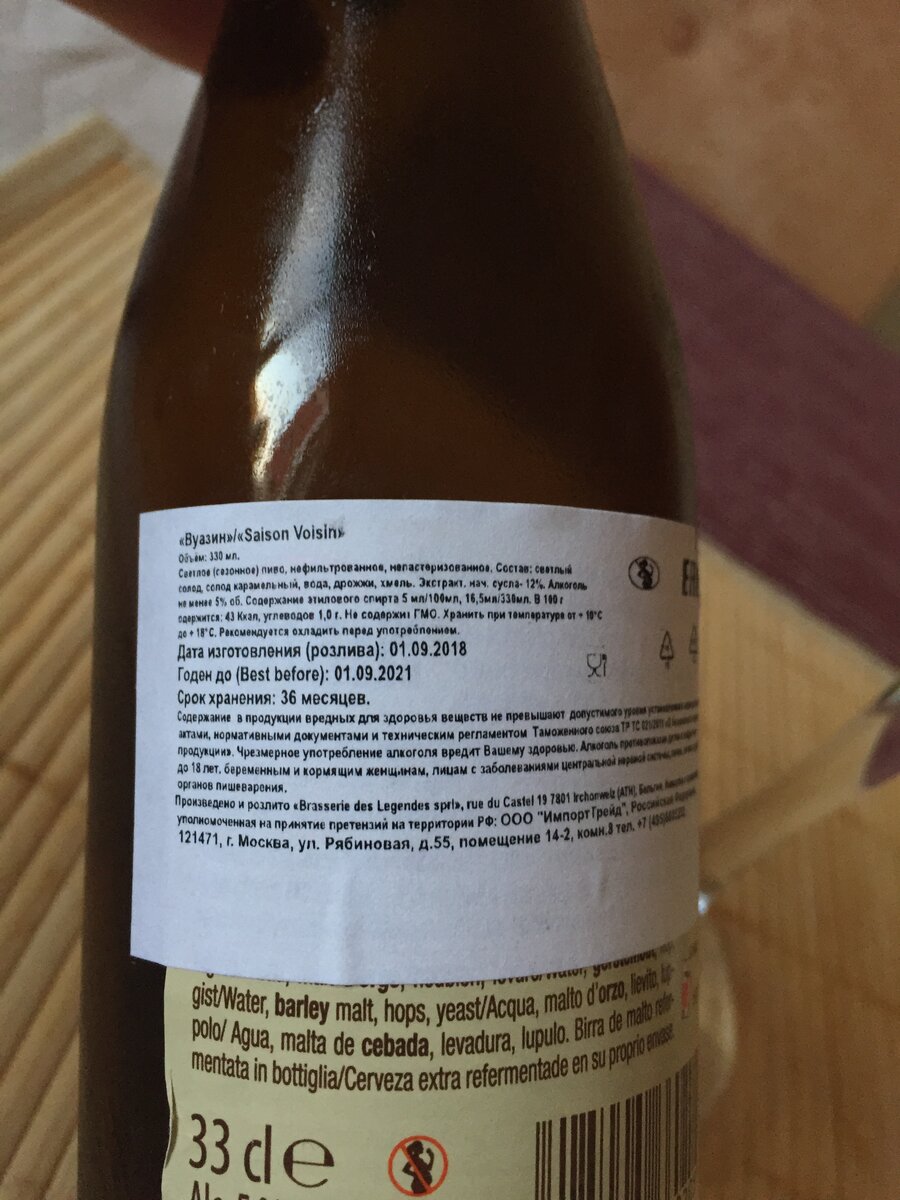 «Вуазин»/«Saison Voisin»
Объём: 330 мл.
Светлое (сезонное) пиво, нефильтрованное, непастеризованное. Состав: светлый
солод, солод карамельный, вода, дрожжи, хмель. Экстракт. нач. сусла- 12%. Алкоголь
не менее 5% об. Содержание этилового спирта 5 мл/100мл, 16,5мл/330мл. В 100 г
содержится: 43 Ккал, углеводов 1,0 г. Не содержит ГМО. Хранить при температуре от + 10°С
до + 18°С. Рекомендуется охладить перед употреблением.
Дата изготовления (розлива): 01.09.2018
Годен до (Best before): 01.09.2021
Срок хранения: 36 месяцев.
Содержание в продукции вредных для здоровья веществ не превышают допустимого уровня
актами, нормативными документами и техническим регламентом Таможенного союза ТР ТС 021/2011
продукции». Чрезмерное употребление алкоголя вредит Вашему здоровью. Алкоголь
до 18 лет, беременным и кормящим женщинам, лицам с заболеваниями центральной нервной системы,
органов пищеварения.
Произведено и розлито «Brasserie des Legendes sprl», rue du Castel 19 7801 Irchonwelz (ATH), Бельгия,
уполномоченная на принятие претензий на территории РФ: ООО "ИмпортТрейд", Российская
121471, г. Москва, ул. Рябиновая, д.55, помещение 14-2, комн.8 тел. +7
gist/Water, barley malt, hops, yeast/Acqua, malto d'orzo, lievito, lup-
polo/ Agua, malta de cebada, levadura, lupulo. Birra de malto refer-
mentata in bottiglia/Cerveza extra refermentade en su proprio envase.
33 cl e